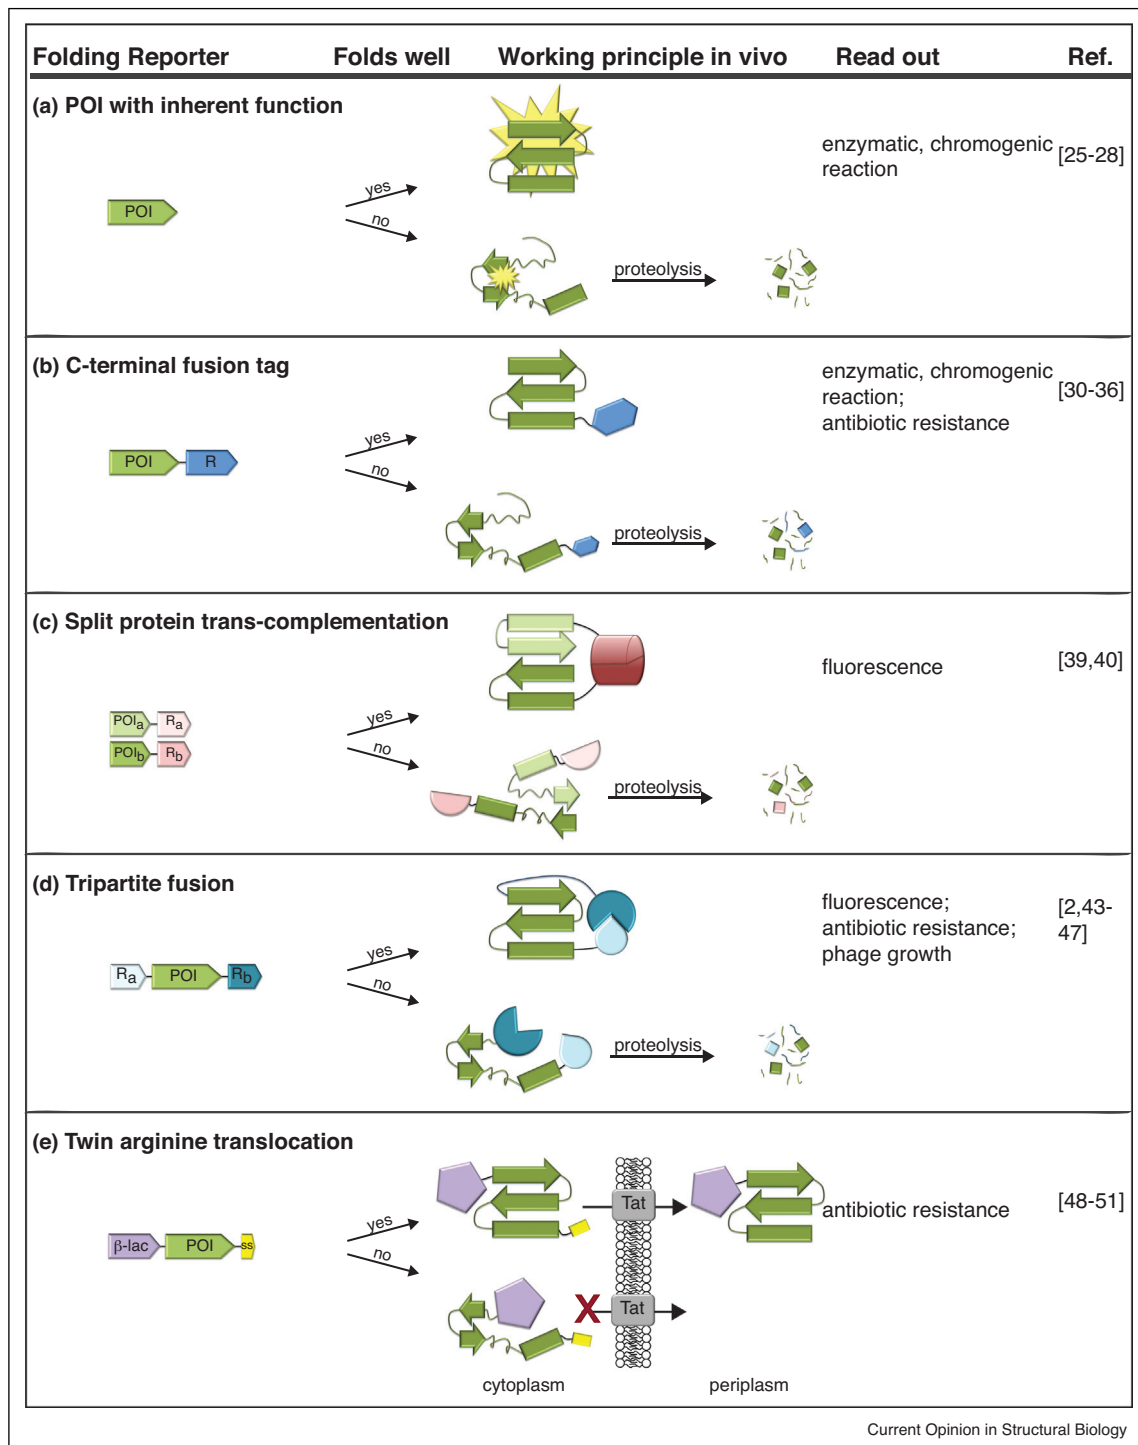 Folding Reporter Folds well Working principle in vivo Read out Ref.
(a) POI with inherent function
enzymatic, chromogenic
reaction
[25-28]
POI
yes
no
proteolysis
(b) C-terminal fusion tag
enzymatic, chromogenic
reaction;
antibiotic resistance
[30-36]
POI R
yes
no
proteolysis
(c) Split protein trans-complementation
fluorescence
[39,40]
POIa Ra
POIb Rb
yes
no
proteolysis
(d) Tripartite fusion
fluorescence;
antibiotic resistance;
phage growth
[2,43-
47]
Ra POI Rb
yes
no
proteolysis
(e) Twin arginine translocation
antibiotic resistance
[48-51]
β-lac POI ss
yes
no
Tat
Tat
X
cytoplasm periplasm
Current Opinion in Structural Biology